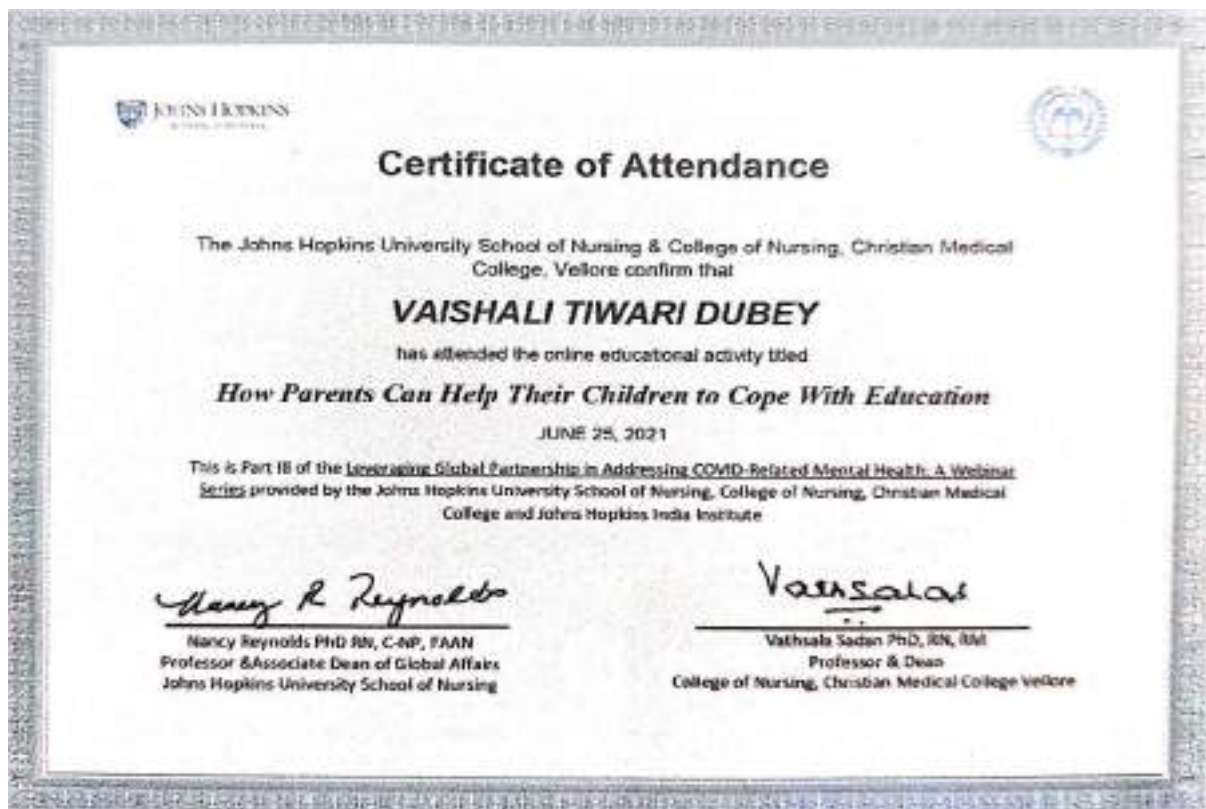 JOHNS HOPKINS
Certificate of Attendance
The Johns Hopkins University School of Nursing & College of Nursing, Christian Medical
College, Vellore confirm that
VAISHALI TIWARI DUBEY
has attended the online educational activity titled
How Parents Can Help Their Children to Cope With Education
JUNE 25, 2021
This is Part III of the Leveraging Global Partnership in Addressing COVID-Related Mental Health: A Webinar
Series provided by the Johns Hopkins University School of Nursing, College of Nursing, Christian Medical
College and Johns Hopkins India Institute
Nancy R Reynolds
Vathsalas
Nancy Reynolds PhD RN, C-NP, FAAN
Professor &Associate Dean of Global Affairs
Johns Hopkins University School of Nursing
Vathsala Sadan PhD, RN, RM
Professor & Dean
College of Nursing, Christian Medical College Vellore